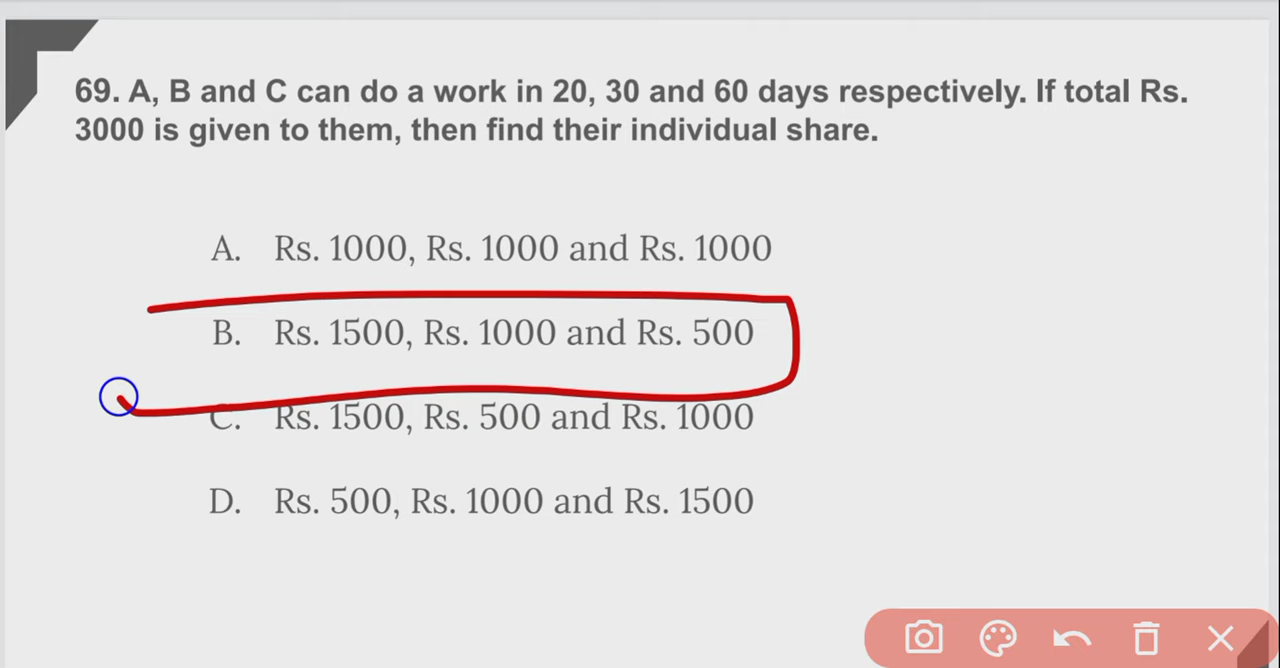 69. A, B and C can do a work in 20, 30 and 60 days respectively. If total Rs.
3000 is given to them, then find their individual share.
A. Rs. 1000, Rs. 1000 and Rs. 1000
B. Rs. 1500, Rs. 1000 and Rs. 500
C. Rs. 1500, Rs. 500 and Rs. 1000
D. Rs. 500, Rs. 1000 and Rs. 1500